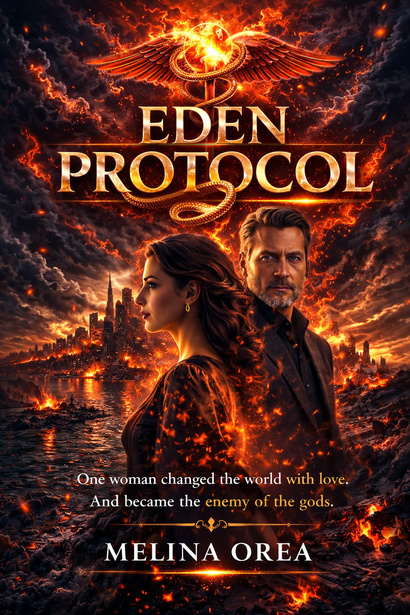 EDEN
PROTOCOL
One woman changed the world with love.
And became the enemy of the gods.
MELINA OREA